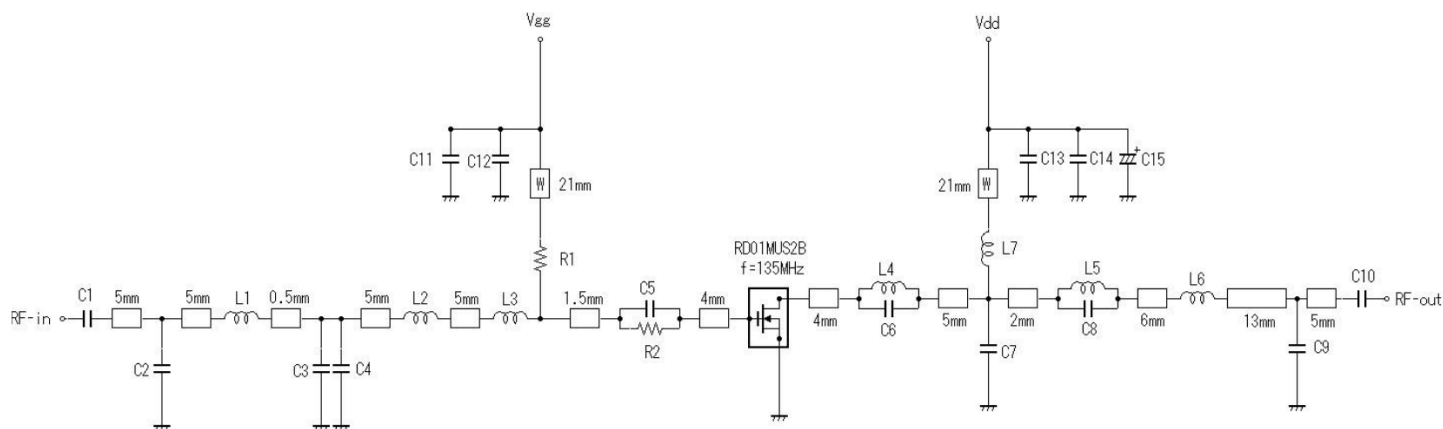 Vgg
Vdd
C11
C12
C13
C14
+
C15
W
21mm
21mm
W
R1
L7
RD01MUS2B
f=135MHz
C1
5mm
5mm
L1
0.5mm
5mm
L2
5mm
L3
1.5mm
C5
4mm
L4
L5
L6
C10
RF-in
RF-out
R2
4mm
C6
5mm
2mm
C8
6mm
13mm
5mm
C2
C3
C4
C7
C9